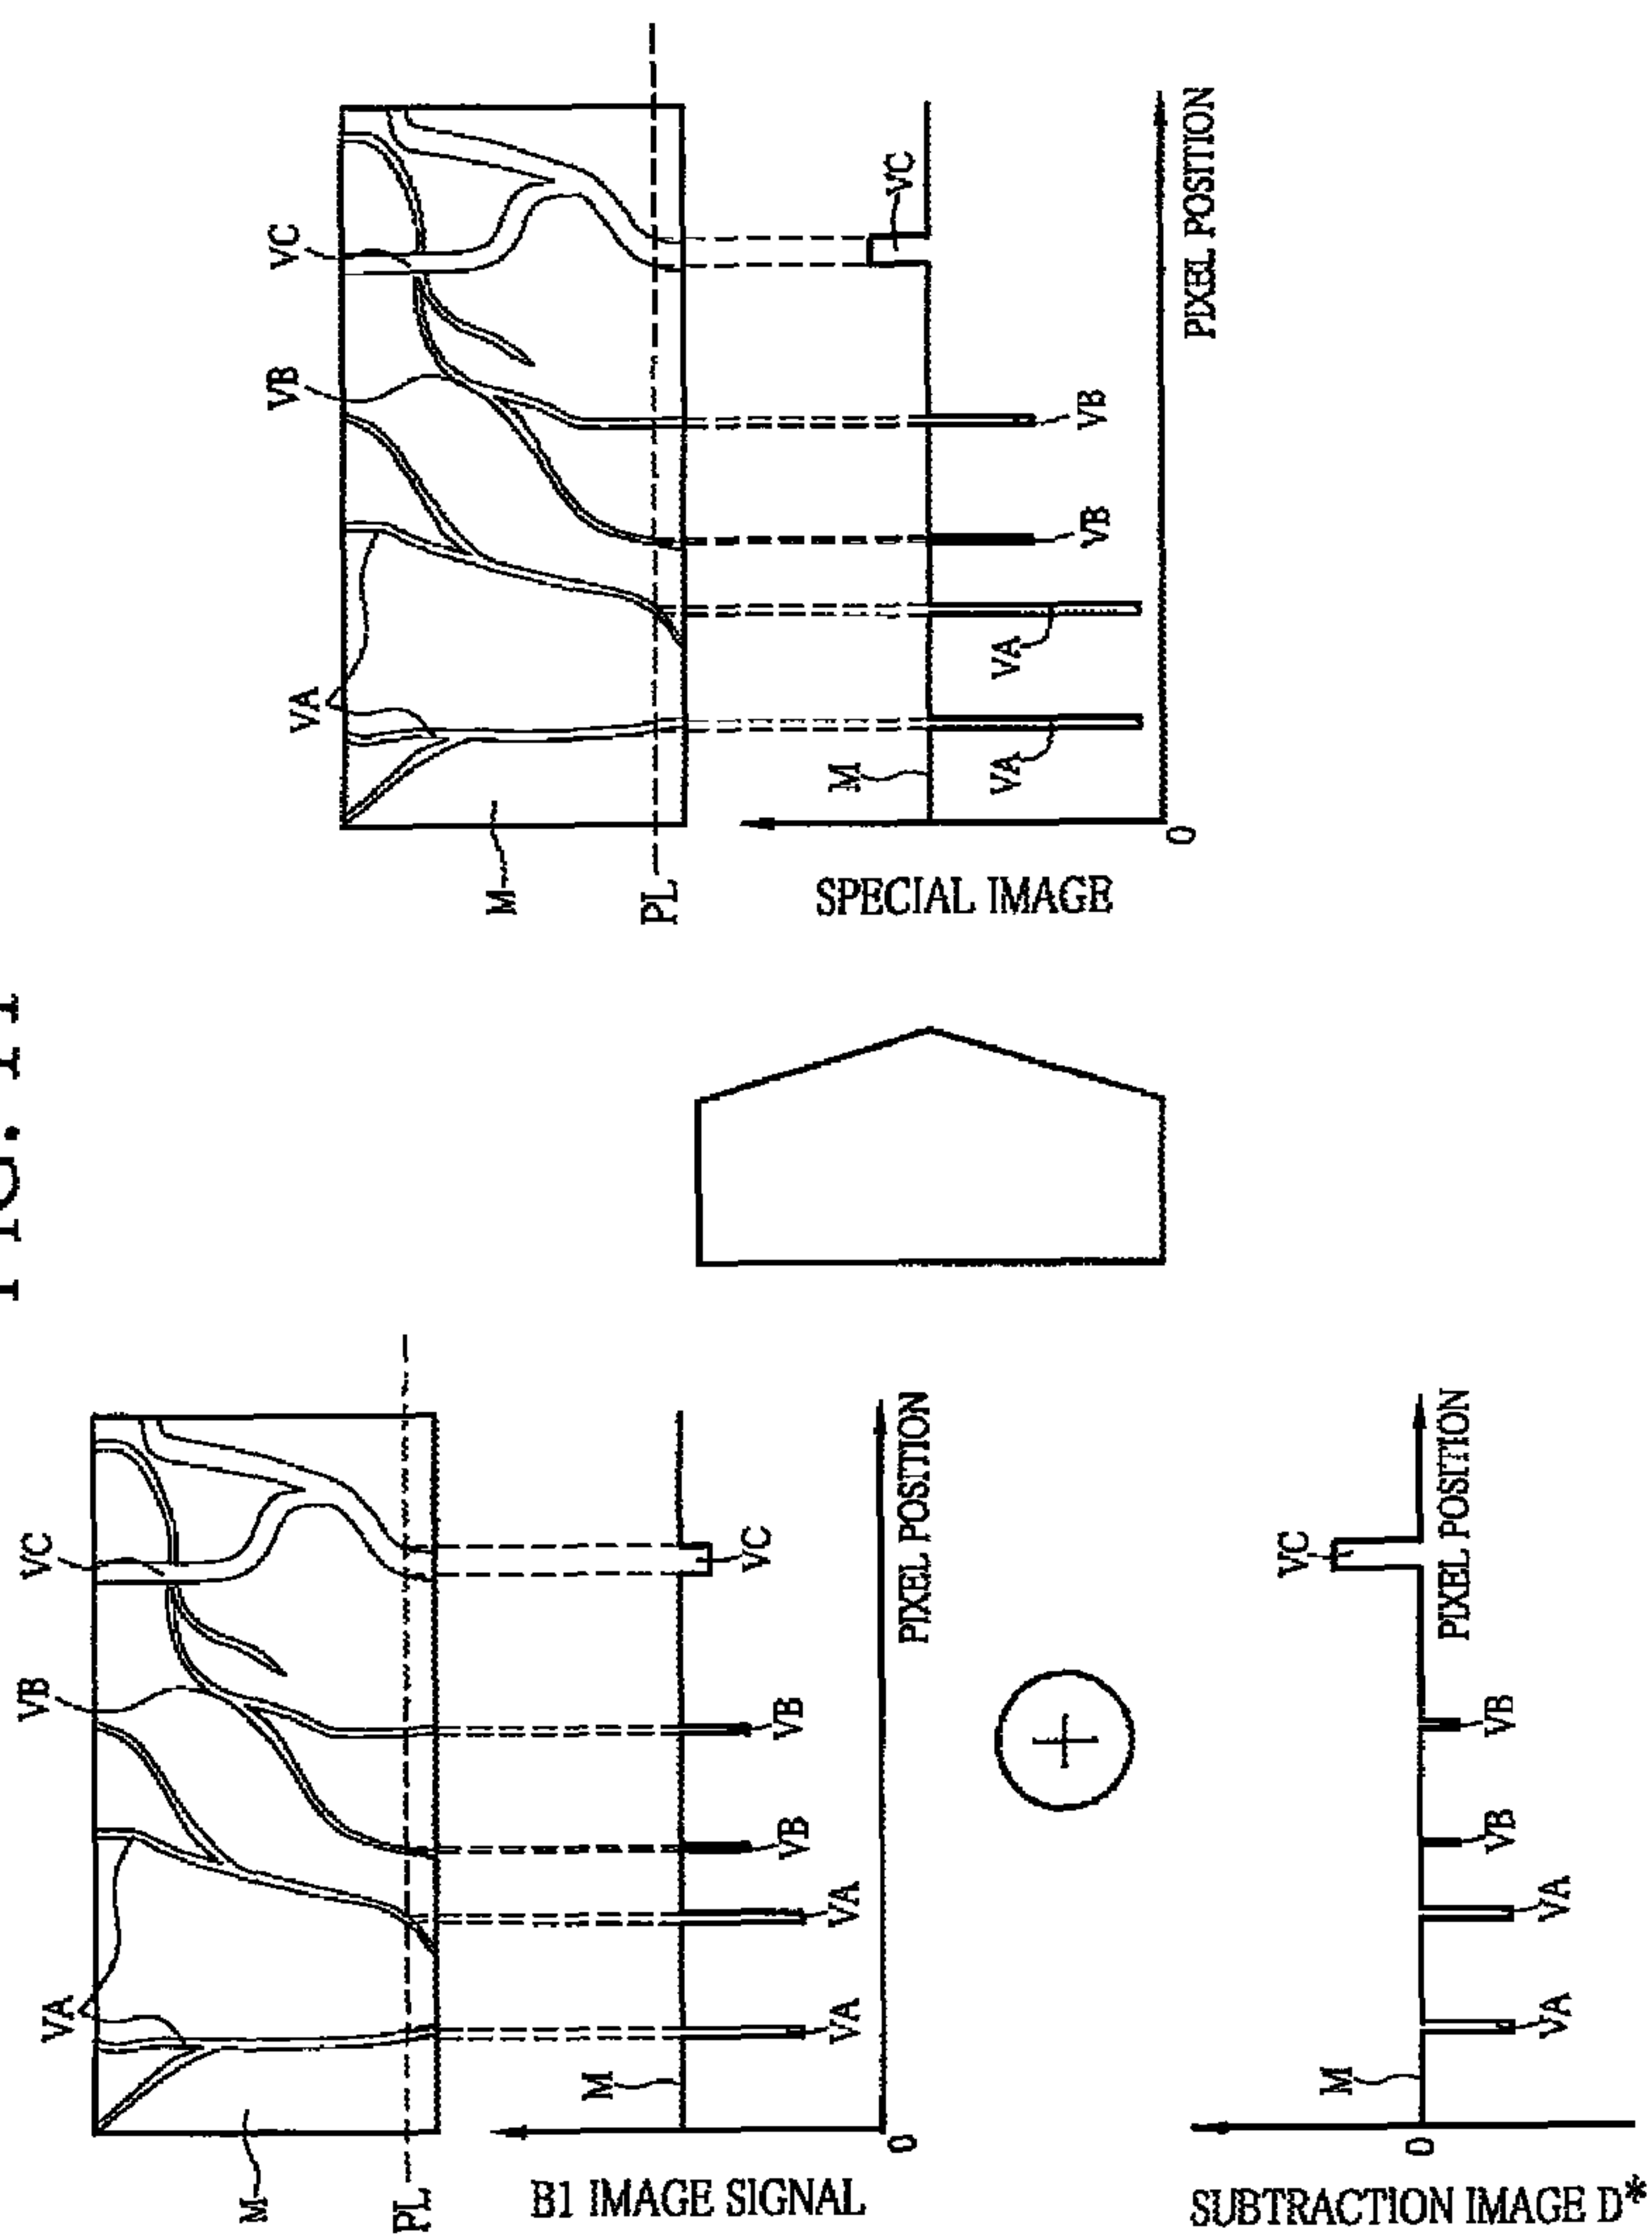 FIG.
VA
VB
VC
M
PL
B1 IMAGE SIGNAL
M
VA
VA
VB
VB
VC
0
PIXEL POSITION
+
SUBTRACTION IMAGE D*
0
M
VA
VA
VB
VB
VC
PIXEL POSITION
VA
VB
VC
M
PL
SPECIAL IMAGE
M
VA
VA
VB
VB
VC
0
PIXEL POSITION